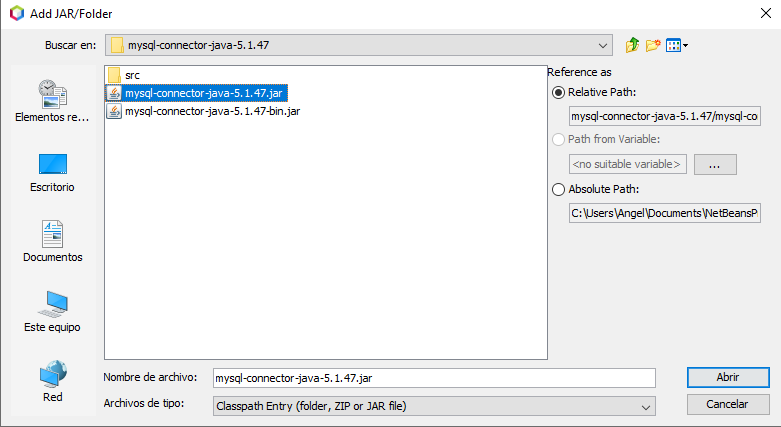 Add JAR/Folder
Buscar en:
mysql-connector-java-5.1.47
Elementos re...
Escritorio
Documentos
Este equipo
Red
src
mysql-connector-java-5.1.47.jar
mysql-connector-java-5.1.47-bin.jar
Reference as
Relative Path:
mysql-connector-java-5.1.47/mysql-co
Path from Variable:
<no suitable variable>
...
Absolute Path:
C:\Users\Angel\Documents\NetBeansP
Nombre de archivo:
mysql-connector-java-5.1.47.jar
Abrir
Archivos de tipo:
Classpath Entry (folder, ZIP or JAR file)
Cancelar